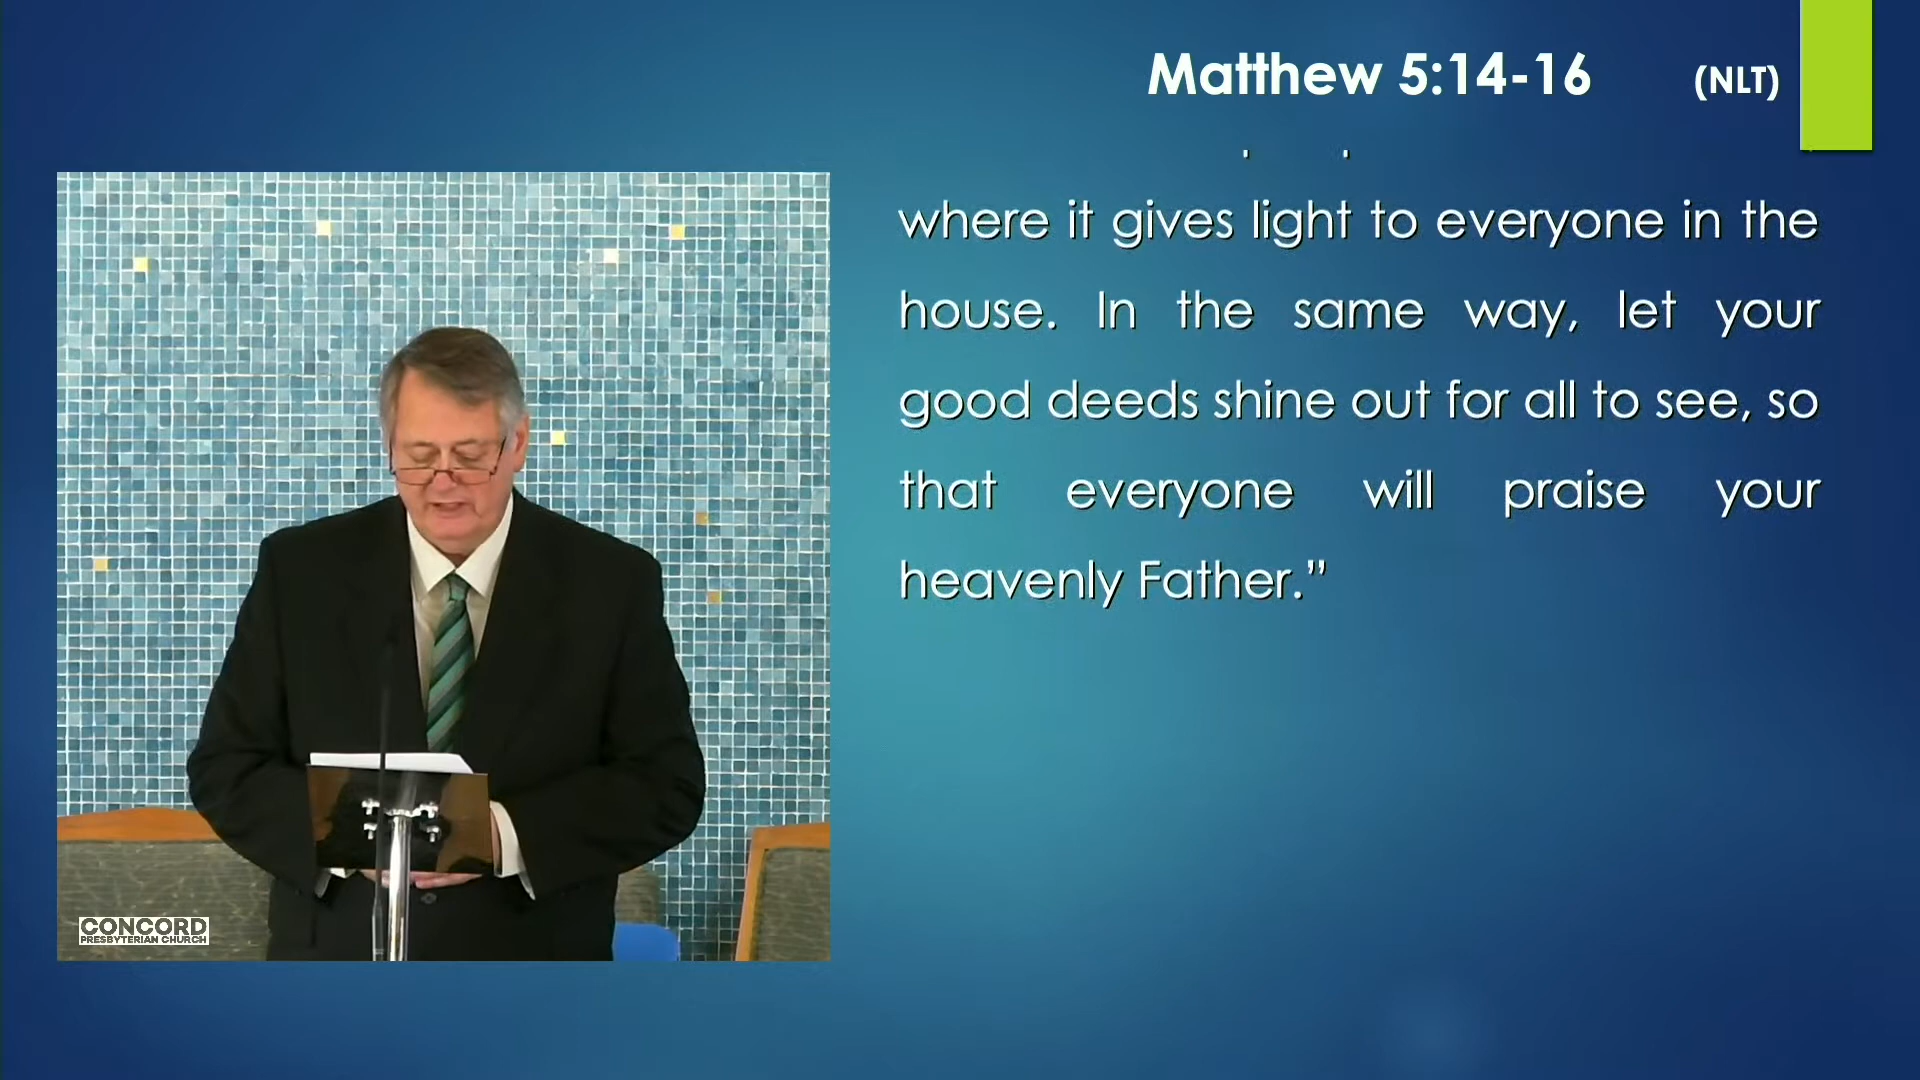 Matthew 5:14-16 (NLT)
where it gives light to everyone in the
house. In the same way, let your
good deeds shine out for all to see, so
that everyone will praise your
heavenly Father.”
CONCORD
PRESBYTERIAN CHURCH